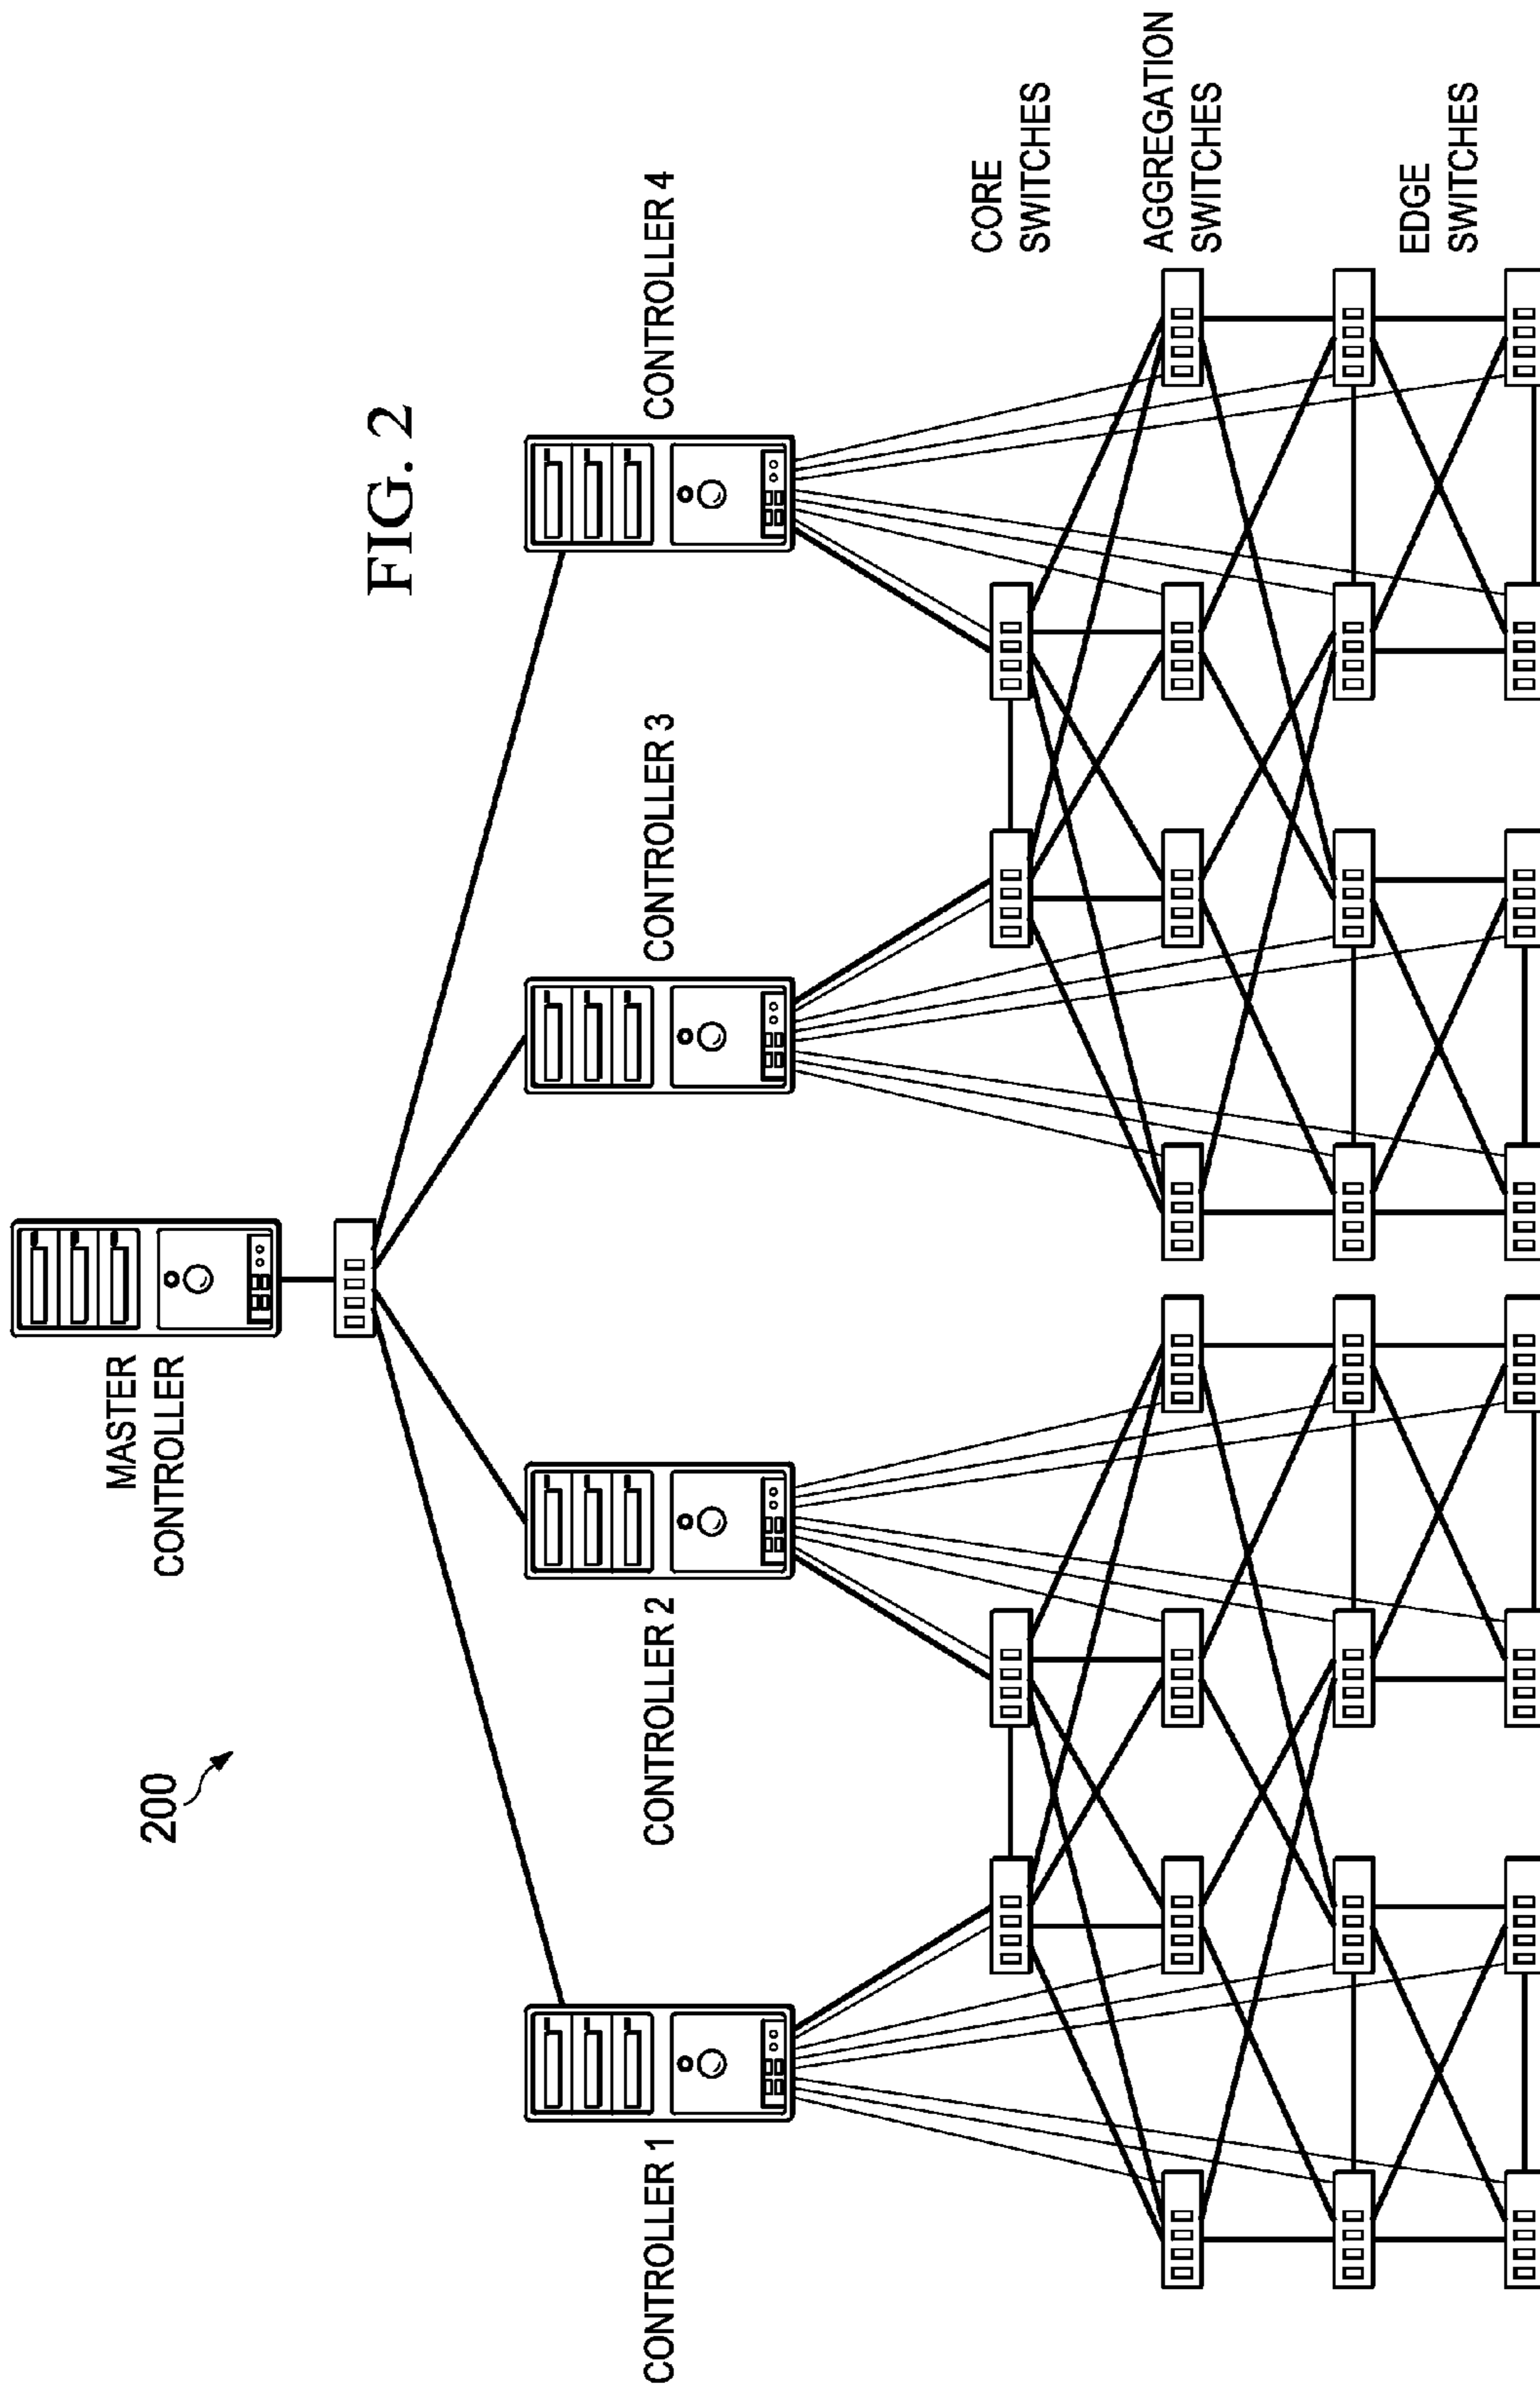 200
MASTER
CONTROLLER
FIG. 2
CONTROLLER 1
CONTROLLER 2
CONTROLLER 3
CONTROLLER 4
CORE
SWITCHES
AGGREGATION
SWITCHES
EDGE
SWITCHES